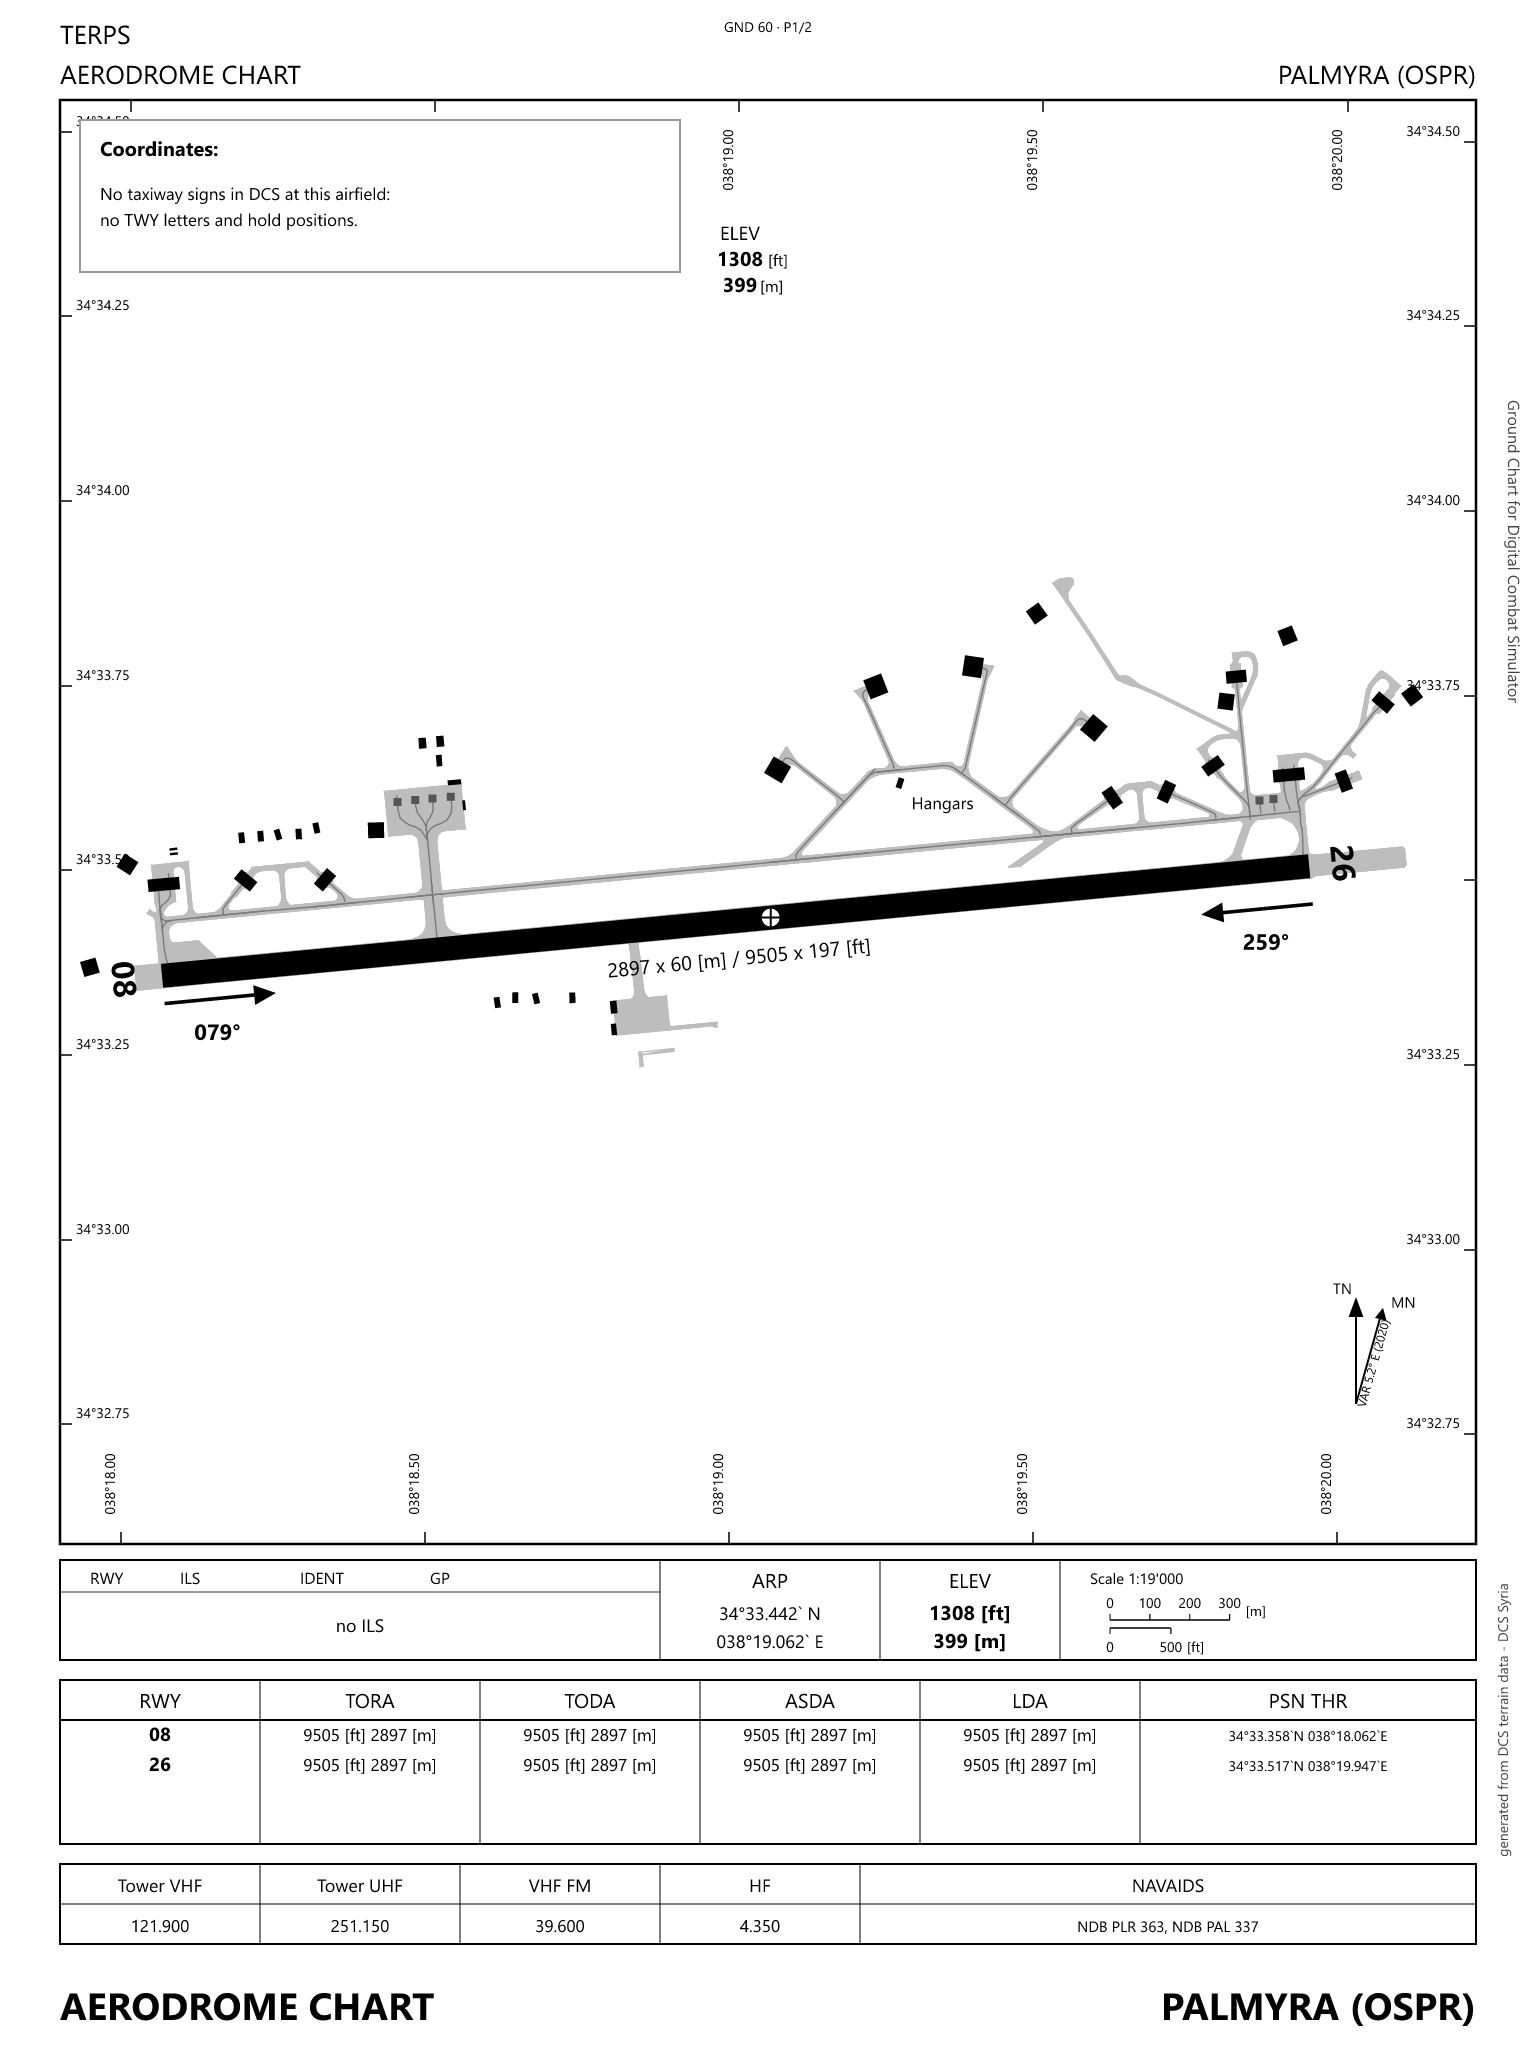 TERPS
GND 60 · P1/2
AERODROME CHART
PALMYRA (OSPR)
Coordinates:
No taxiway signs in DCS at this airfield:
no TWY letters and hold positions.
038°19.00
038°19.50
038°20.00
34°34.50
ELEV
1308 [ft]
399 [m]
34°34.25
34°34.25
34°34.00
34°34.00
Ground Chart for Digital Combat Simulator
34°33.75
34°33.75
Hangars
26
08
2897 x 60 [m] / 9505 x 197 [ft]
259°
079°
34°33.25
34°33.25
34°33.00
34°33.00
TN
MN
VAR 5.2° E (2020)
34°32.75
34°32.75
038°18.00
038°18.50
038°19.00
038°19.50
038°20.00
RWY ILS IDENT GP
no ILS
ARP
34°33.442` N
038°19.062` E
ELEV
1308 [ft]
399 [m]
Scale 1:19'000
0 100 200 300 [m]
0 500 [ft]
generated from DCS terrain data - DCS Syria
RWY TORA TODA ASDA LDA PSN THR
08 9505 [ft] 2897 [m] 9505 [ft] 2897 [m] 9505 [ft] 2897 [m] 9505 [ft] 2897 [m] 34°33.358`N 038°18.062`E
26 9505 [ft] 2897 [m] 9505 [ft] 2897 [m] 9505 [ft] 2897 [m] 9505 [ft] 2897 [m] 34°33.517`N 038°19.947`E
Tower VHF Tower UHF VHF FM HF NAVAIDS
121.900 251.150 39.600 4.350 NDB PLR 363, NDB PAL 337
AERODROME CHART
PALMYRA (OSPR)